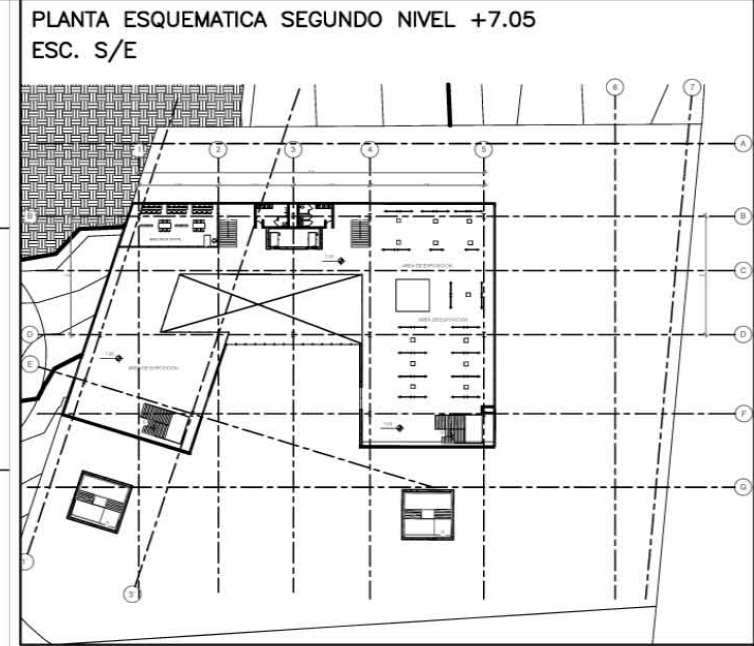 PLANTA ESQUEMATICA SEGUNDO NIVEL +7.05
ESC. S/E
6 7
1 2 3 4 5 A
B B
C
AREA DE EXPOSICION
AREA DE EXPOSICION
D D
E
AREA DE EXPOSICION
F
G